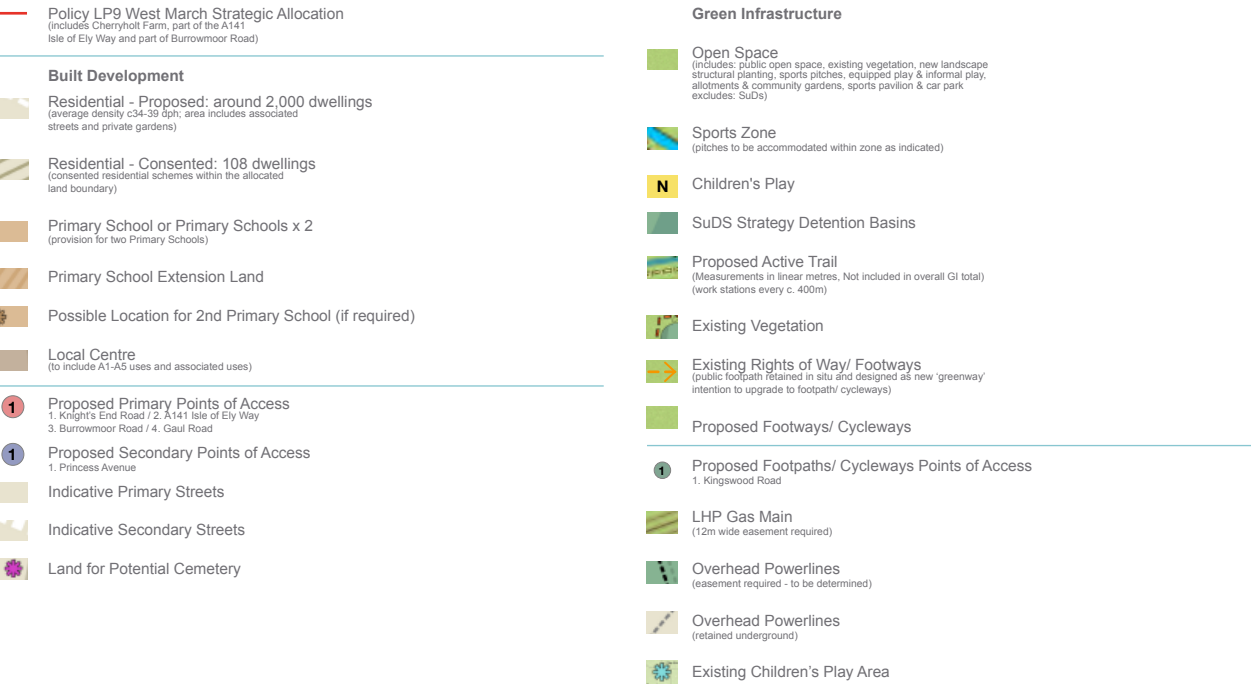 Policy LP9 West March Strategic Allocation
(includes Cherryholt Farm, part of the A141
Isle of Ely Way and part of Burrowmoor Road)
Built Development
Residential - Proposed: around 2,000 dwellings
(average density c34-39 dph; area includes associated
streets and private gardens)
Residential - Consented: 108 dwellings
(consented residential schemes within the allocated
land boundary)
Primary School or Primary Schools x 2
(provision for two Primary Schools)
Primary School Extension Land
Possible Location for 2nd Primary School (if required)
Local Centre
(to include A1-A5 uses and associated uses)
1 Proposed Primary Points of Access
1. Knight's End Road / 2. A141 Isle of Ely Way
3. Burrowmoor Road / 4. Gaul Road
1 Proposed Secondary Points of Access
1. Princess Avenue
Indicative Primary Streets
Indicative Secondary Streets
Land for Potential Cemetery
Green Infrastructure
Open Space
(includes: public open space, existing vegetation, new landscape
structural planting, sports pitches, equipped play & informal play,
allotments & community gardens, sports pavilion & car park
excludes: SuDs)
Sports Zone
(pitches to be accommodated within zone as indicated)
N Children's Play
SuDS Strategy Detention Basins
Proposed Active Trail
(Measurements in linear metres, Not included in overall GI total)
(work stations every c. 400m)
Existing Vegetation
Existing Rights of Way/ Footways
(public footpath retained in situ and designed as new ‘greenway’
intention to upgrade to footpath/ cycleways)
Proposed Footways/ Cycleways
1 Proposed Footpaths/ Cycleways Points of Access
1. Kingswood Road
LHP Gas Main
(12m wide easement required)
Overhead Powerlines
(easement required - to be determined)
Overhead Powerlines
(retained underground)
Existing Children’s Play Area